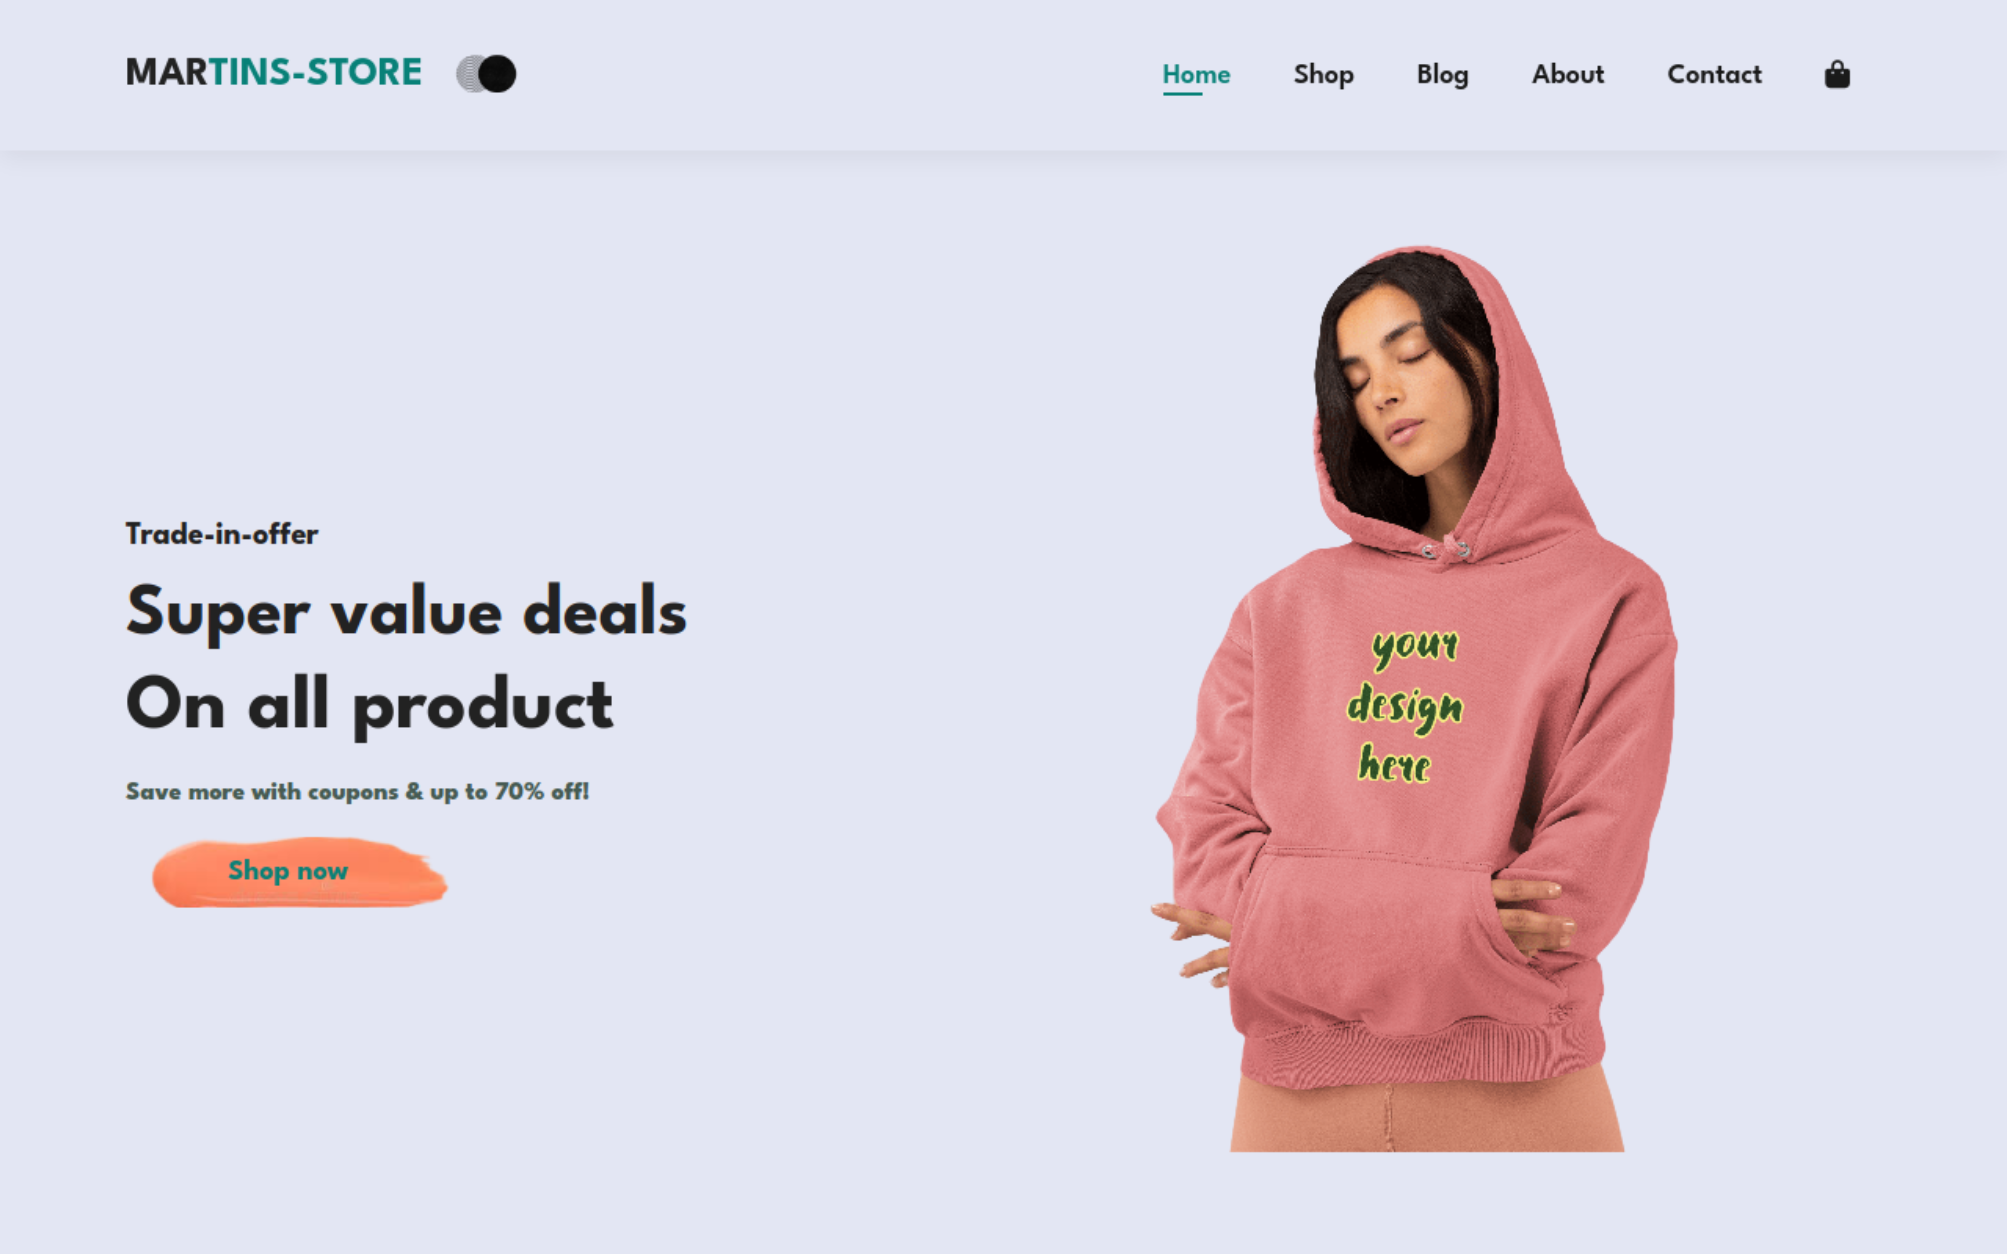 MARTINS-STORE
Home
Shop
Blog
About
Contact
Trade-in-offer
Super value deals
On all product
Save more with coupons & up to 70% off!
Shop now
your
design
here